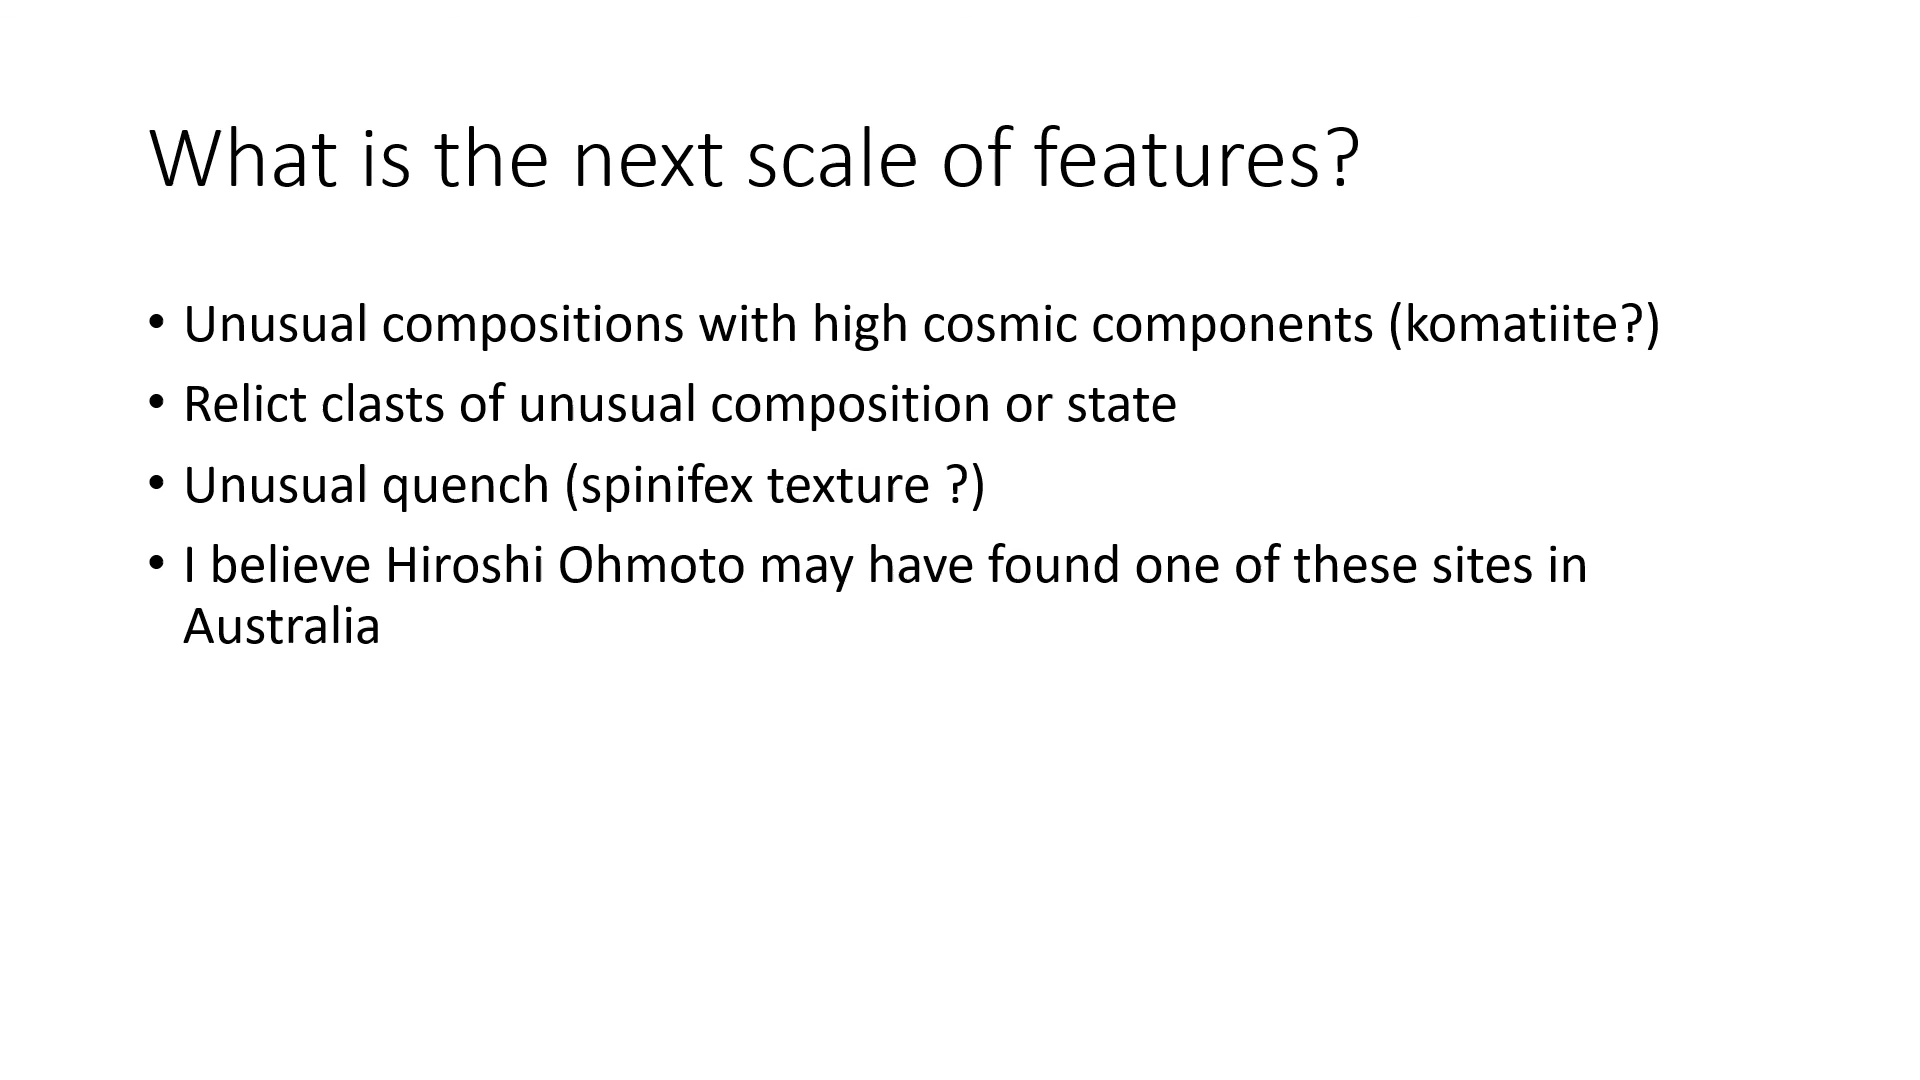 What is the next scale of features?
• Unusual compositions with high cosmic components (komatiite?)
• Relict clasts of unusual composition or state
• Unusual quench (spinifex texture ?)
• I believe Hiroshi Ohmoto may have found one of these sites in
Australia